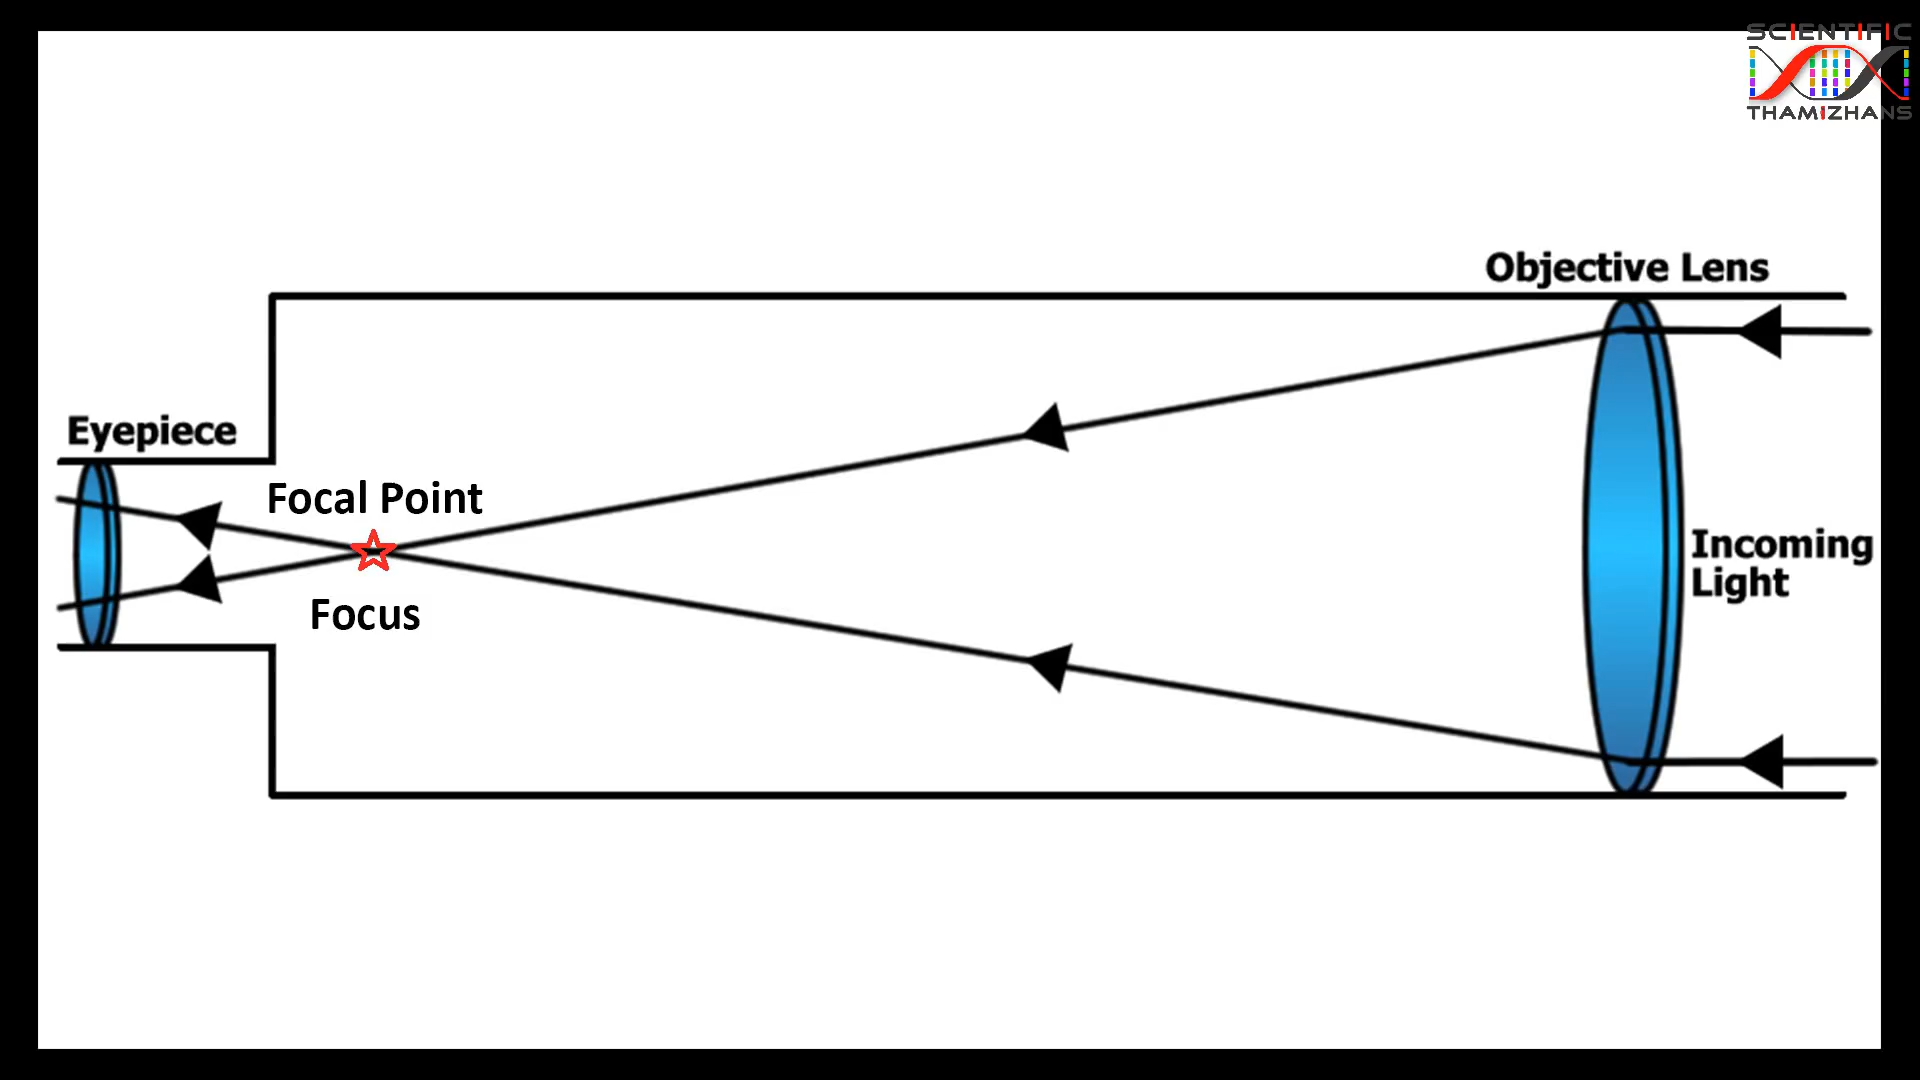 SCIENTIFIC
THAMIZHANS
Objective Lens
Eyepiece
Focal Point
Incoming
Light
Focus